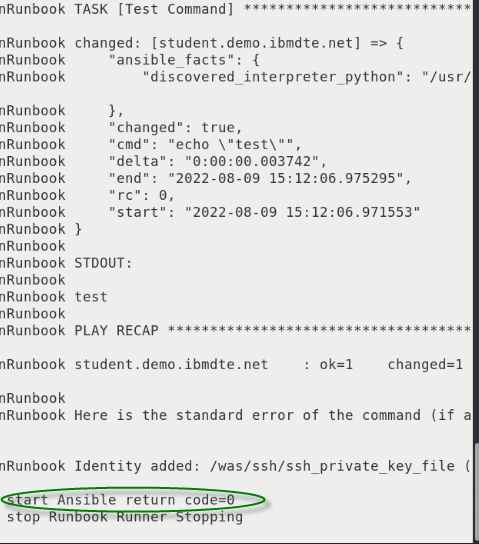 nRunbook TASK [Test Command] ***************************
nRunbook changed: [student.demo.ibmdte.net] => {
nRunbook     "ansible_facts": {
nRunbook         "discovered_interpreter_python": "/usr/
nRunbook     },
nRunbook     "changed": true,
nRunbook     "cmd": "echo \"test\"",
nRunbook     "delta": "0:00:00.003742",
nRunbook     "end": "2022-08-09 15:12:06.975295",
nRunbook     "rc": 0,
nRunbook     "start": "2022-08-09 15:12:06.971553"
nRunbook }
nRunbook
nRunbook STDOUT:
nRunbook
nRunbook test
nRunbook
nRunbook PLAY RECAP ************************************
nRunbook student.demo.ibmdte.net    : ok=1    changed=1
nRunbook
nRunbook Here is the standard error of the command (if a
nRunbook Identity added: /was/ssh/ssh_private_key_file (
start Ansible return code=0
stop Runbook Runner Stopping